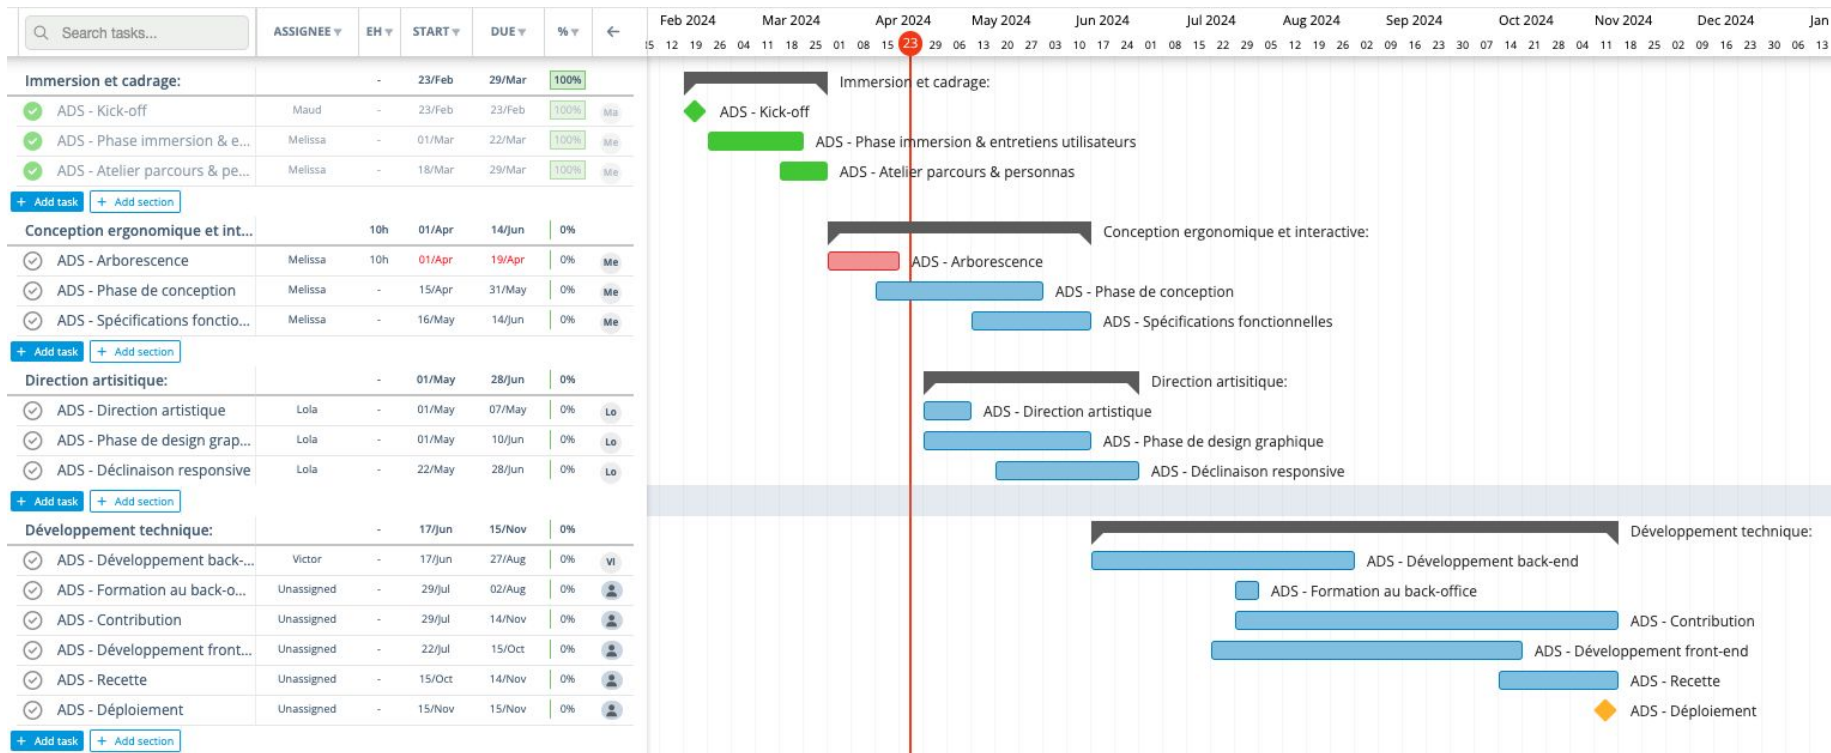 Search tasks... ASSIGNEE EH START DUE % Feb 2024 Mar 2024 Apr 2024 May 2024 Jun 2024 Jul 2024 Aug 2024 Sep 2024 Oct 2024 Nov 2024 Dec 2024 Jan
12 19 26 04 11 18 25 01 08 15 23 29 06 13 20 27 03 10 17 24 01 08 15 22 29 05 12 19 26 02 09 16 23 30 07 14 21 28 04 11 18 25 02 09 16 23 30 06 13
Immersion et cadrage: - 23/Feb 29/Mar 100% Immersion et cadrage:
ADS - Kick-off Maud - 23/Feb 23/Feb 100% Ma ADS - Kick-off
ADS - Phase immersion & e... Melissa - 01/Mar 22/Mar 100% Me ADS - Phase immersion & entretiens utilisateurs
ADS - Atelier parcours & pe... Melissa - 18/Mar 29/Mar 100% Me ADS - Atelier parcours & personnas
+ Add task + Add section
Conception ergonomique et int... 10h 01/Apr 14/Jun 0% Conception ergonomique et interactive:
ADS - Arborescence Melissa 10h 01/Apr 19/Apr 0% Me ADS - Arborescence
ADS - Phase de conception Melissa - 15/Apr 31/May 0% Me ADS - Phase de conception
ADS - Spécifications fonctio... Melissa - 16/May 14/Jun 0% Me ADS - Spécifications fonctionnelles
+ Add task + Add section
Direction artisitique: - 01/May 28/Jun 0% Direction artisitique:
ADS - Direction artistique Lola - 01/May 07/May 0% Lo ADS - Direction artistique
ADS - Phase de design grap... Lola - 01/May 10/Jun 0% Lo ADS - Phase de design graphique
ADS - Déclinaison responsive Lola - 22/May 28/Jun 0% Lo ADS - Déclinaison responsive
+ Add task + Add section
Développement technique: - 17/Jun 15/Nov 0% Développement technique:
ADS - Développement back-... Victor - 17/Jun 27/Aug 0% VI ADS - Développement back-end
ADS - Formation au back-o... Unassigned - 29/Jul 02/Aug 0% ADS - Formation au back-office
ADS - Contribution Unassigned - 29/Jul 14/Nov 0% ADS - Contribution
ADS - Développement front... Unassigned - 22/Jul 15/Oct 0% ADS - Développement front-end
ADS - Recette Unassigned - 15/Oct 14/Nov 0% ADS - Recette
ADS - Déploiement Unassigned - 15/Nov 15/Nov 0% ADS - Déploiement
+ Add task + Add section